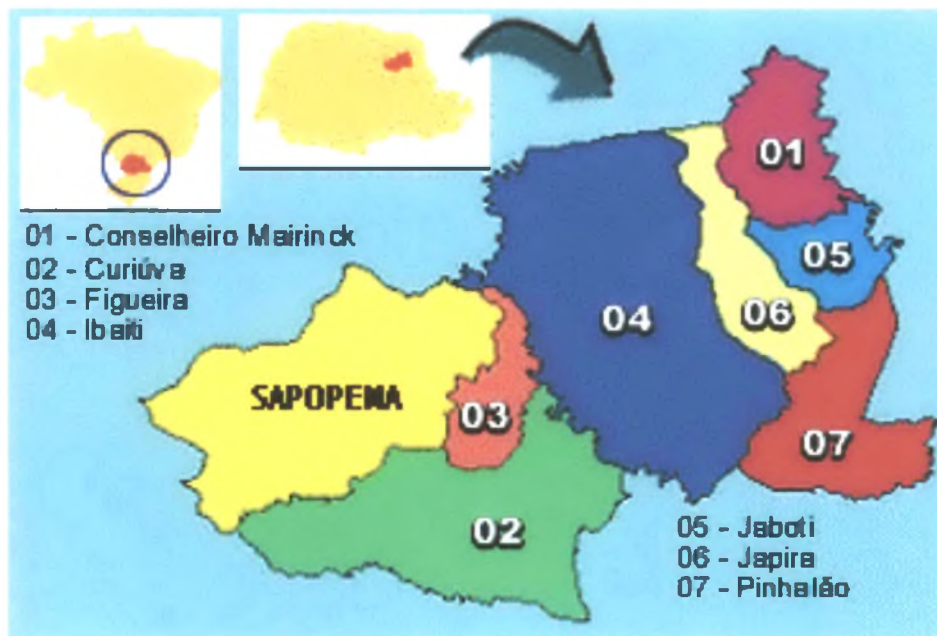 01 - Conselheiro Mairinck
02 - Curiúva
03 - Figueira
04 - Ibaiti
01
05
06
04
SAPOPEMA
03
07
02
05 - Jaboti
06 - Japira
07 - Pinhalão